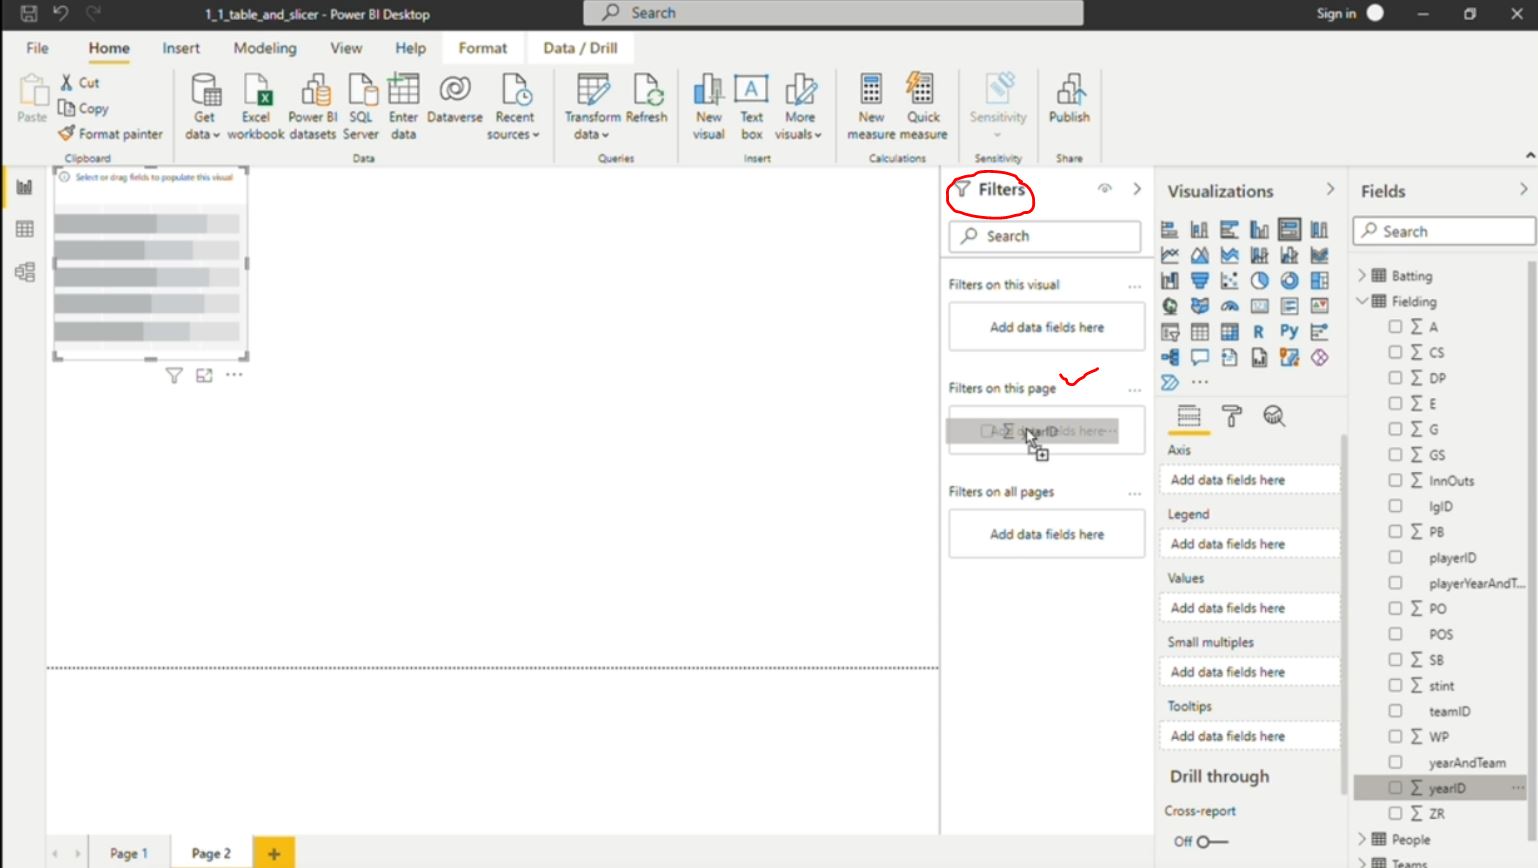 1_1_table_and_slicer - Power BI Desktop
Search
Sign in
File
Home
Insert
Modeling
View
Help
Format
Data / Drill
Paste
Cut
Copy
Format painter
Clipboard
Get data
Excel workbook
Power BI datasets
SQL Server
Enter data
Dataverse
Recent sources
Data
Transform data
Refresh
Queries
New visual
Text box
More visuals
Insert
New measure
Quick measure
Calculations
Sensitivity
Sensitivity
Publish
Share
Select or drag fields to populate this visual
Filters
Search
Filters on this visual
Add data fields here
Filters on this page
Add data fields here
Filters on all pages
Add data fields here
Visualizations
R
Py
Axis
Add data fields here
Legend
Add data fields here
Values
Add data fields here
Small multiples
Add data fields here
Tooltips
Add data fields here
Drill through
Cross-report
Off
Fields
Search
Batting
Fielding
∑ A
∑ CS
∑ DP
∑ E
∑ G
∑ GS
∑ InnOuts
lgID
∑ PB
playerID
playerYearAndT...
∑ PO
POS
∑ SB
∑ stint
teamID
∑ WP
yearAndTeam
∑ yearID
∑ ZR
People
Teams
Page 1
Page 2